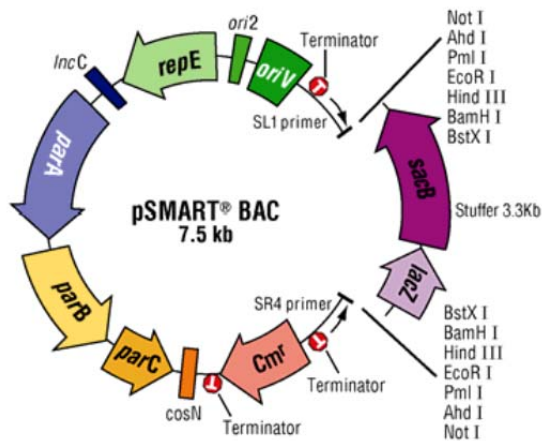 Not I
Ahd I
Pml I
EcoR I
Hind III
BamH I
BstX I
Terminator
T
SL1 primer
ori2
oriV
repE
IncC
parA
sacB
Stuffer 3.3Kb
pSMART® BAC
7.5 kb
lacZ
parB
parC
cosN
T
Terminator
Cmʳ
T
Terminator
SR4 primer
BstX I
BamH I
Hind III
EcoR I
Pml I
Ahd I
Not I